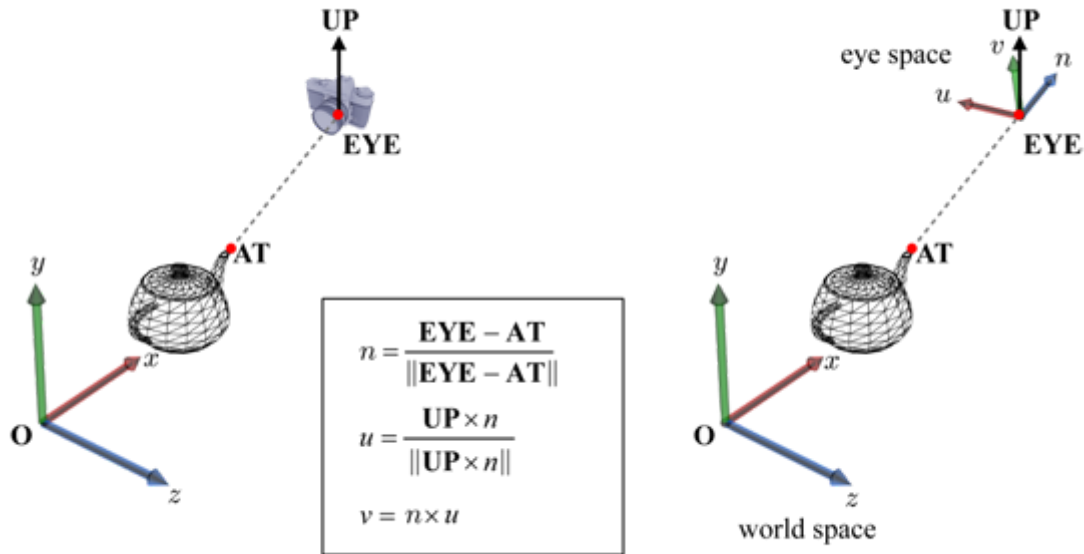 UP
EYE
AT
y
x
O
z
n = EYE – AT / ||EYE – AT||
u = UP × n / ||UP × n||
v = n × u
UP
eye space
v
n
u
EYE
AT
y
x
O
z
world space